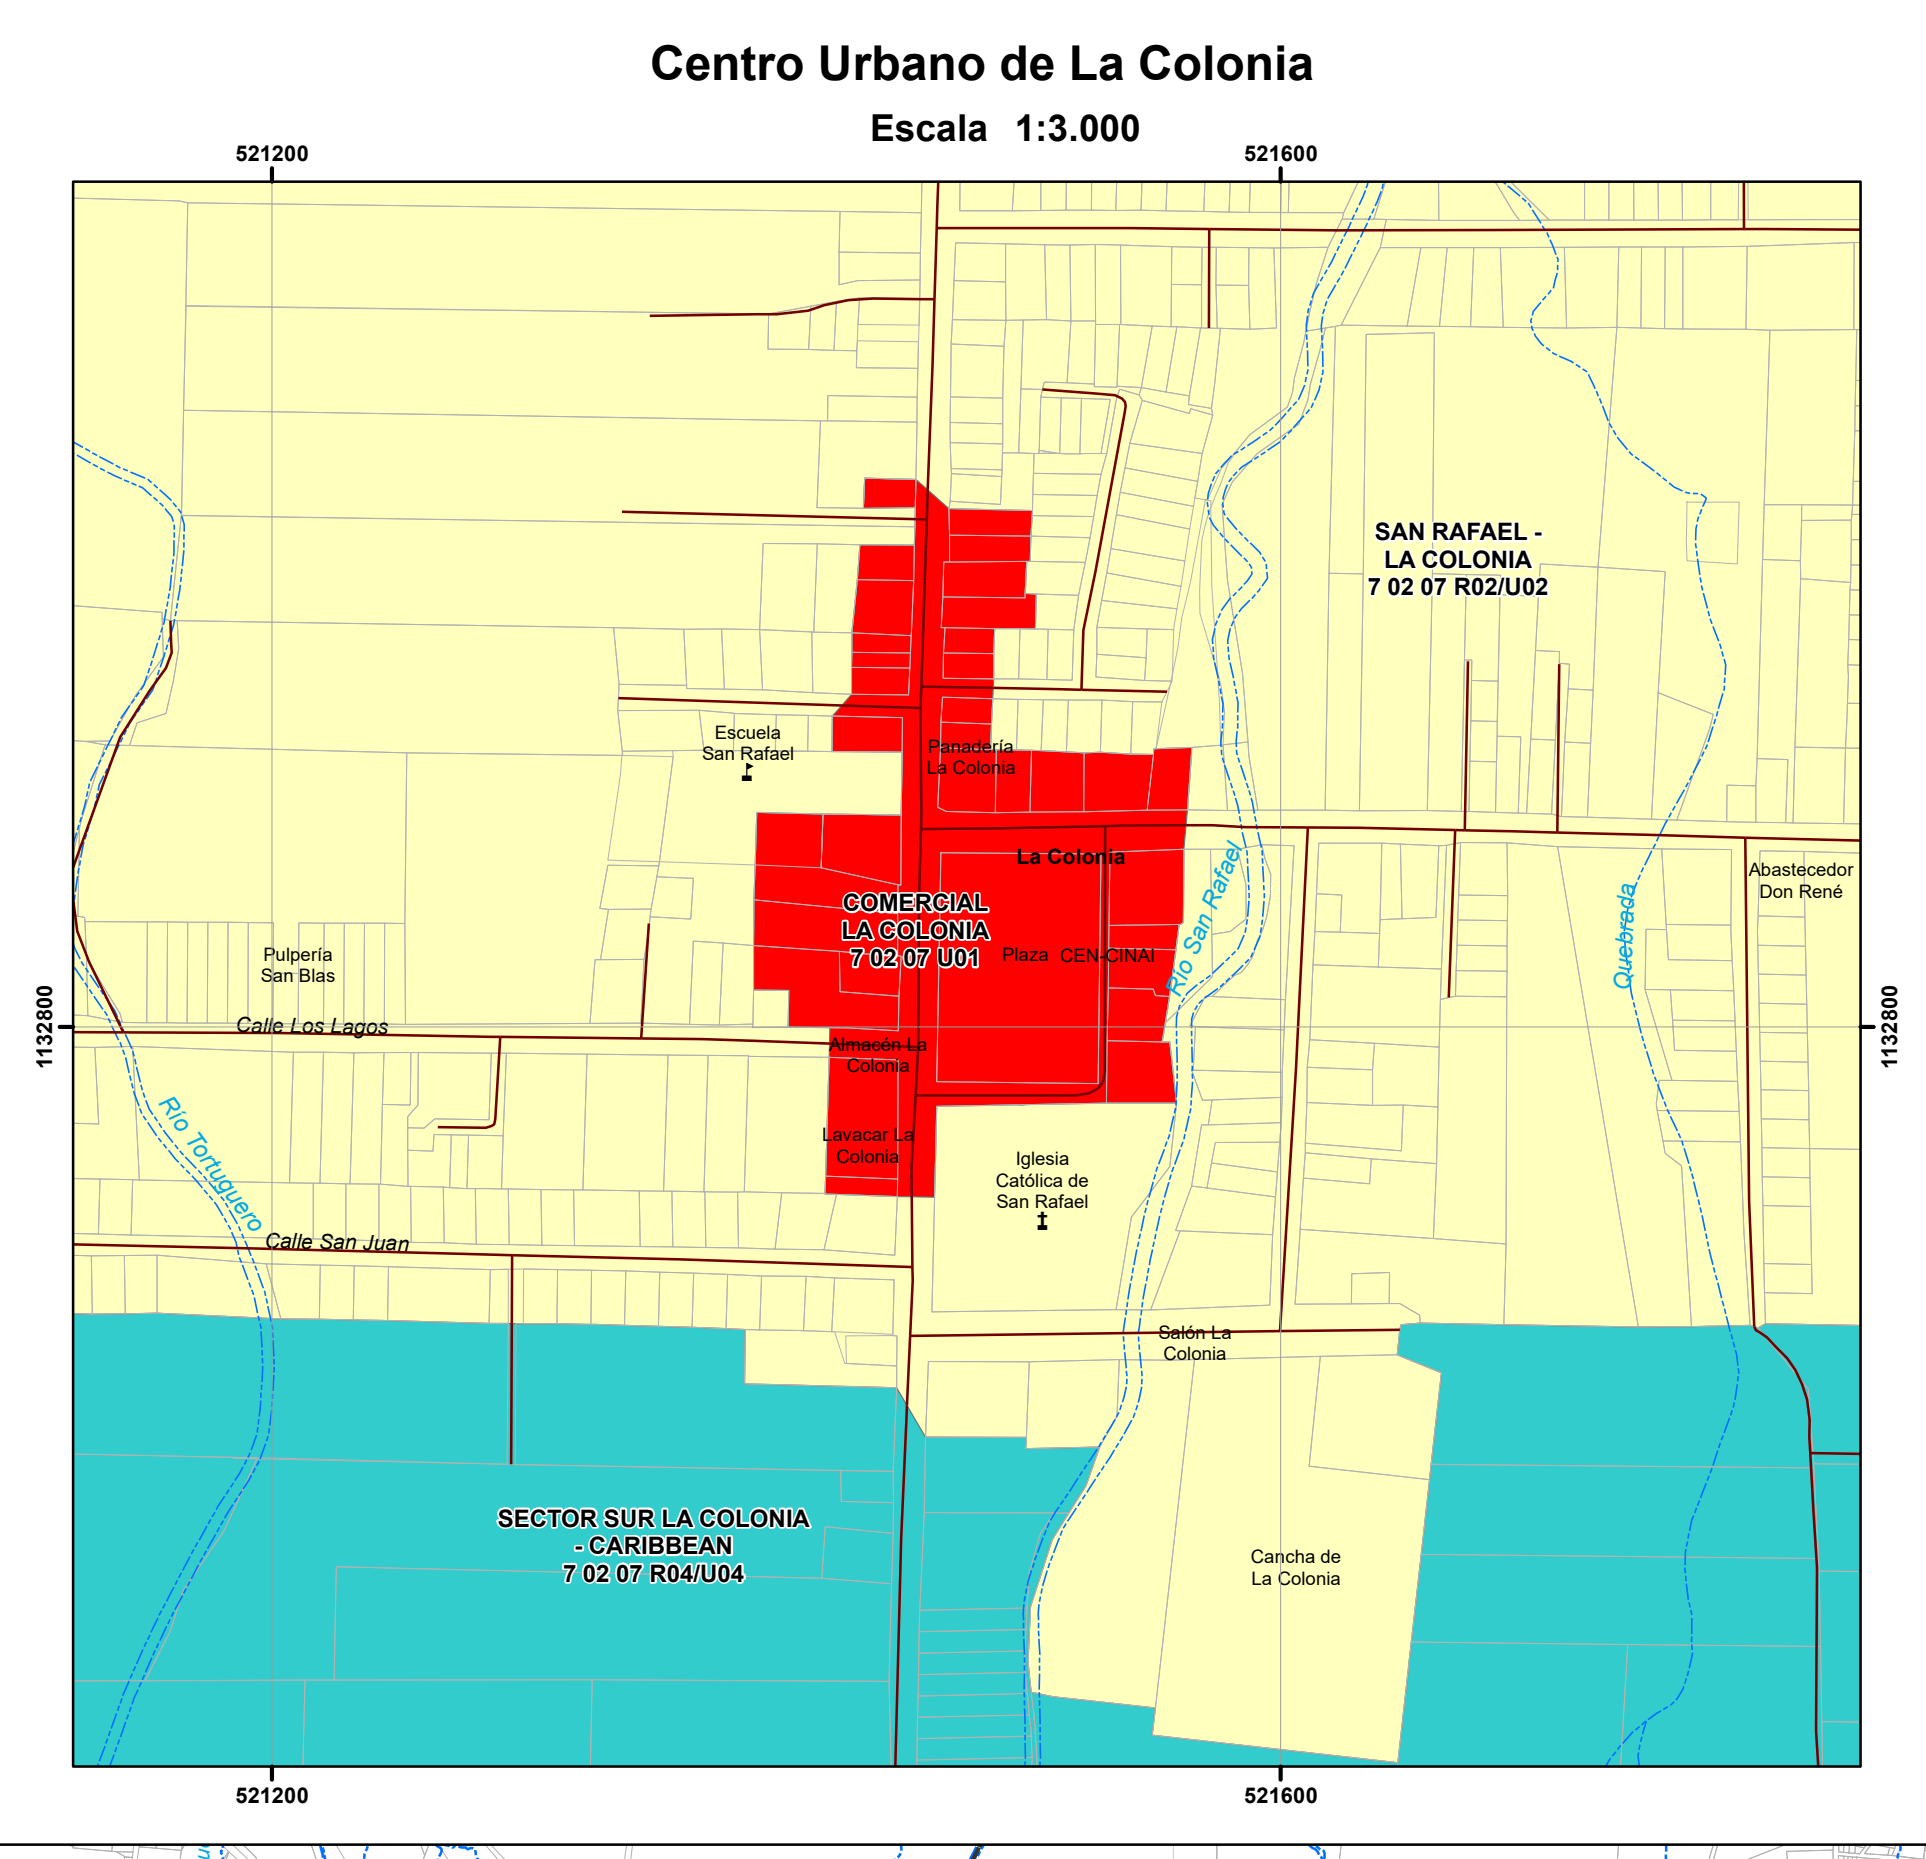 Centro Urbano de La Colonia
Escala 1:3.000
521200
521600
SAN RAFAEL -
LA COLONIA
7 02 07 R02/U02
Escuela
San Rafael
Panadería
La Colonia
La Colonia
Abastecedor
Don René
COMERCIAL
LA COLONIA
7 02 07 U01
Río San Rafael
Quebrada
Plaza
CEN-CINAI
Pulpería
San Blas
1132800
1132800
Calle Los Lagos
Almacén La
Colonia
Río Tortuguero
Lavacar La
Colonia
Iglesia
Católica de
San Rafael
Calle San Juan
Salón La
Colonia
SECTOR SUR LA COLONIA
- CARIBBEAN
7 02 07 R04/U04
Cancha de
La Colonia
521200
521600